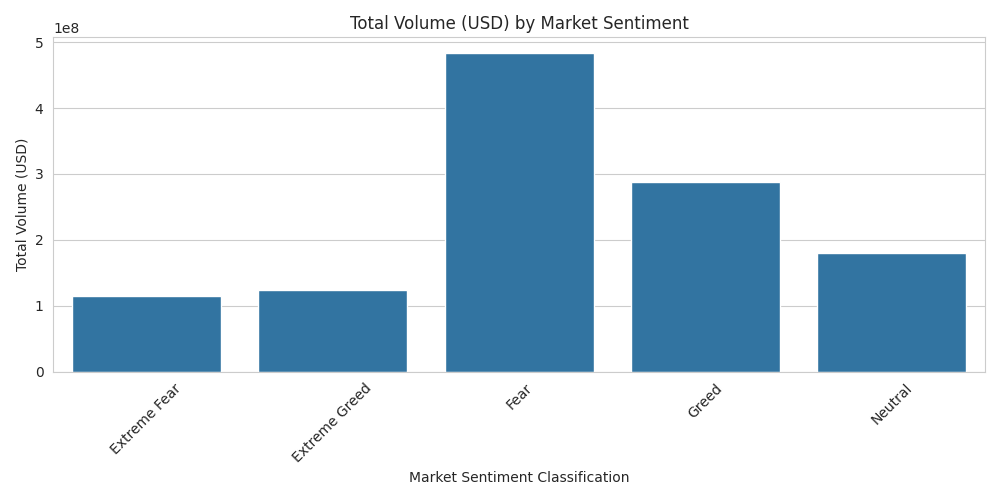 Total Volume (USD) by Market Sentiment
1e8
Total Volume (USD)
5
4
3
2
1
0
Extreme Fear
Extreme Greed
Fear
Greed
Neutral
Market Sentiment Classification